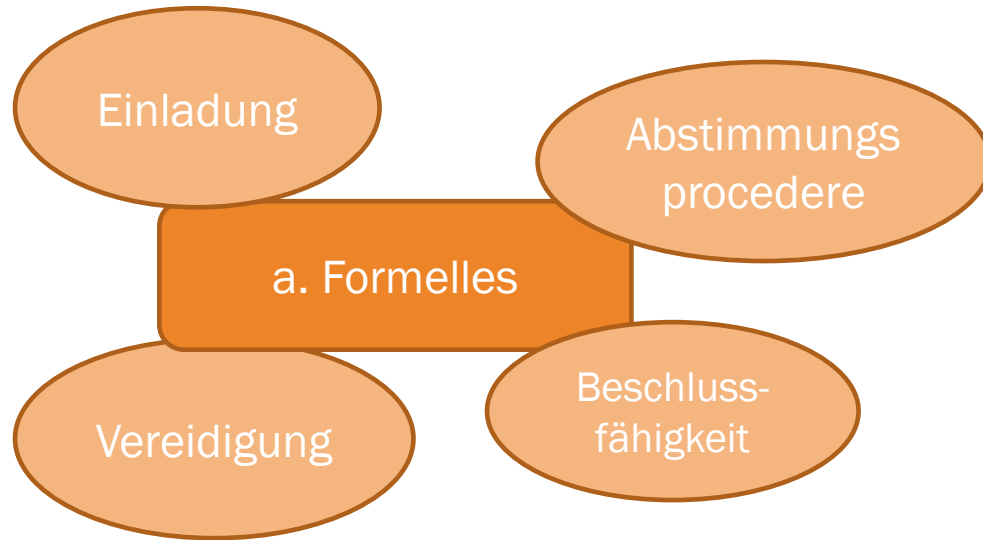 Einladung
Abstimmungs
procedere
a. Formelles
Vereidigung
Beschluss-
fähigkeit